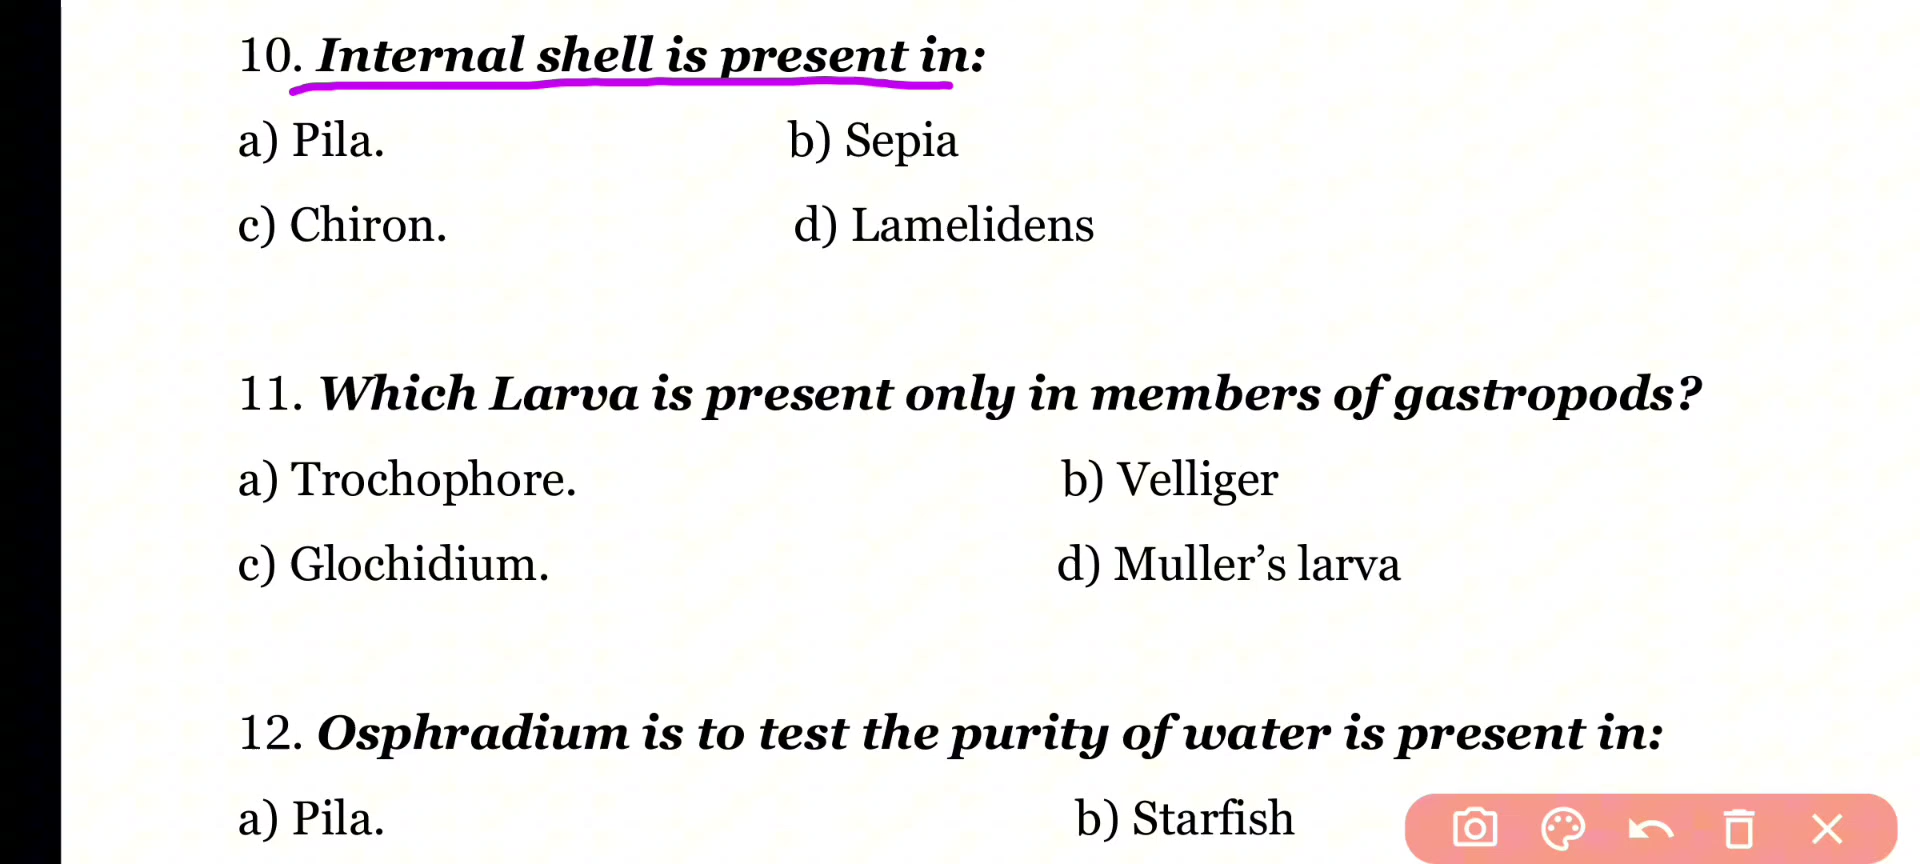 10. Internal shell is present in:
a) Pila. b) Sepia
c) Chiron. d) Lamelidens
11. Which Larva is present only in members of gastropods?
a) Trochophore. b) Velliger
c) Glochidium. d) Muller’s larva
12. Osphradium is to test the purity of water is present in:
a) Pila. b) Starfish